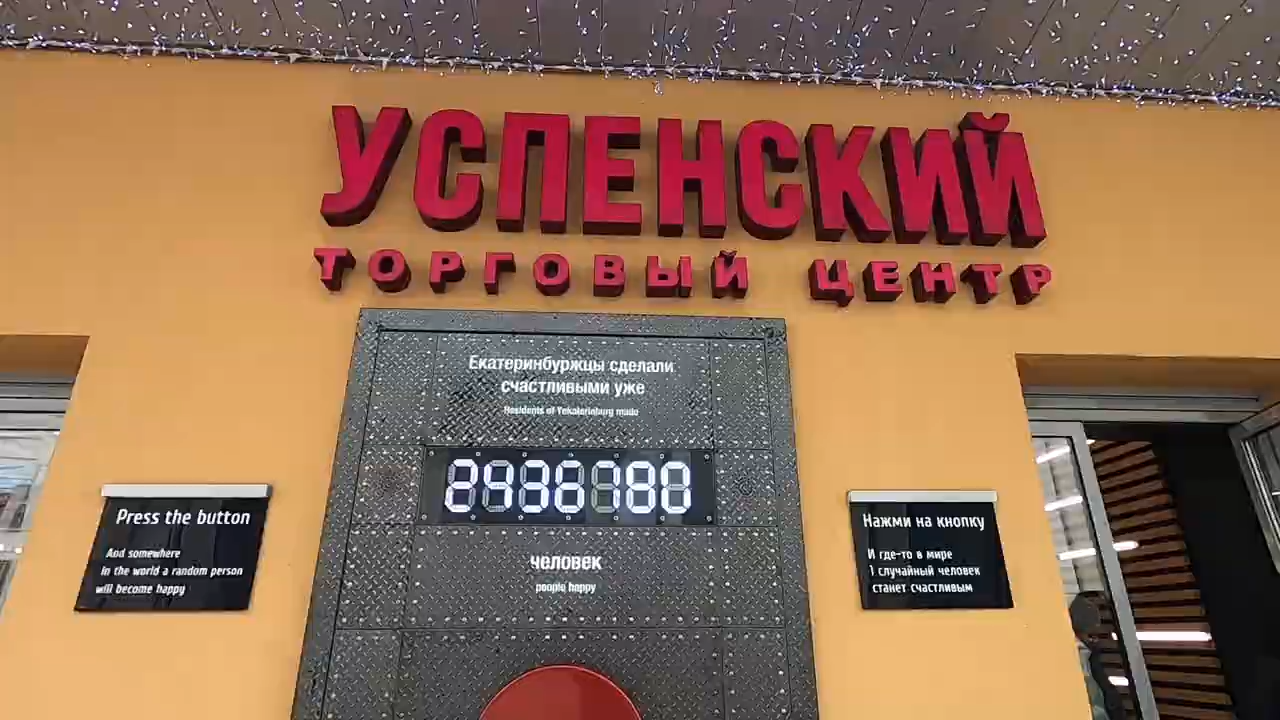 УСПЕНСКИЙ
ТОРГОВЫЙ ЦЕНТР
Екатеринбуржцы сделали
счастливыми уже
Residents of Yekaterinburg made
человек
people happy
Press the button
And somewhere
in the world a random person
will become happy
Нажми на кнопку
И где-то в мире
1 случайный человек
станет счастливым